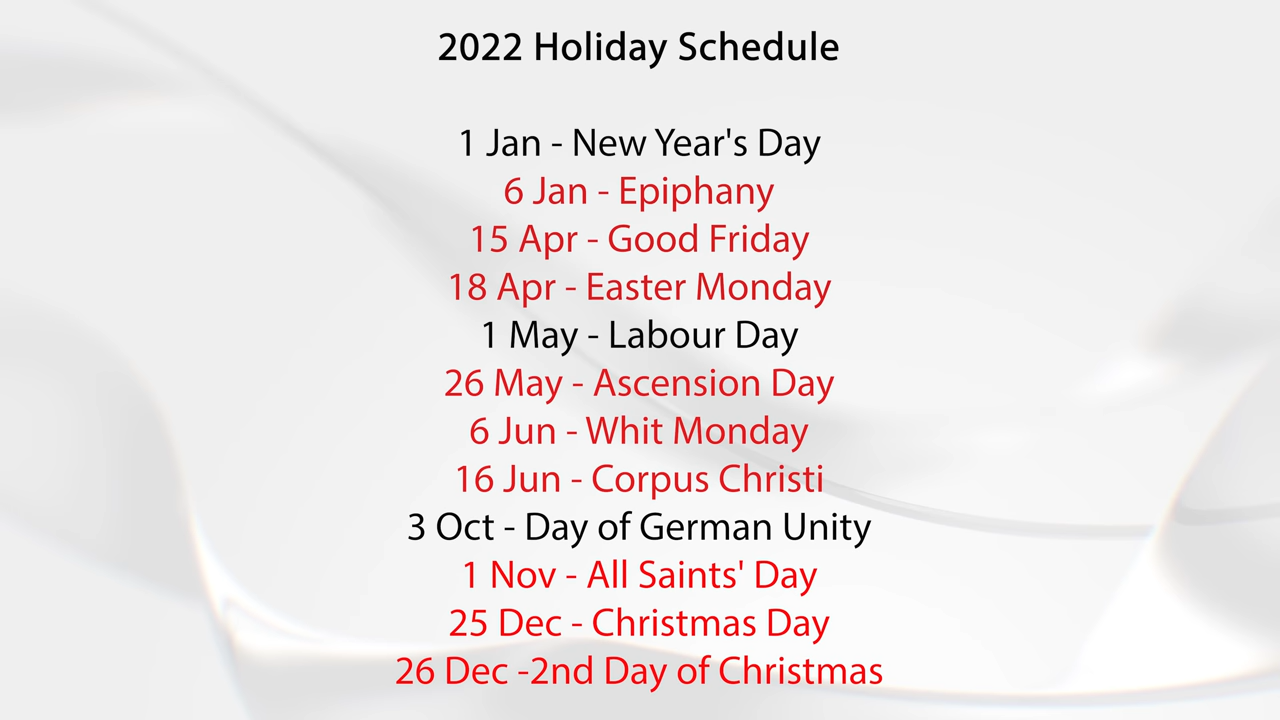 2022 Holiday Schedule
1 Jan - New Year's Day
6 Jan - Epiphany
15 Apr - Good Friday
18 Apr - Easter Monday
1 May - Labour Day
26 May - Ascension Day
6 Jun - Whit Monday
16 Jun - Corpus Christi
3 Oct - Day of German Unity
1 Nov - All Saints' Day
25 Dec - Christmas Day
26 Dec -2nd Day of Christmas